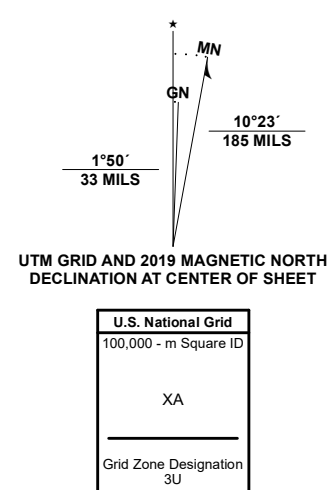 ★
MN
GN
10°23´
185 MILS
1°50´
33 MILS
UTM GRID AND 2019 MAGNETIC NORTH
DECLINATION AT CENTER OF SHEET
U.S. National Grid
100,000 - m Square ID
XA
Grid Zone Designation
3U